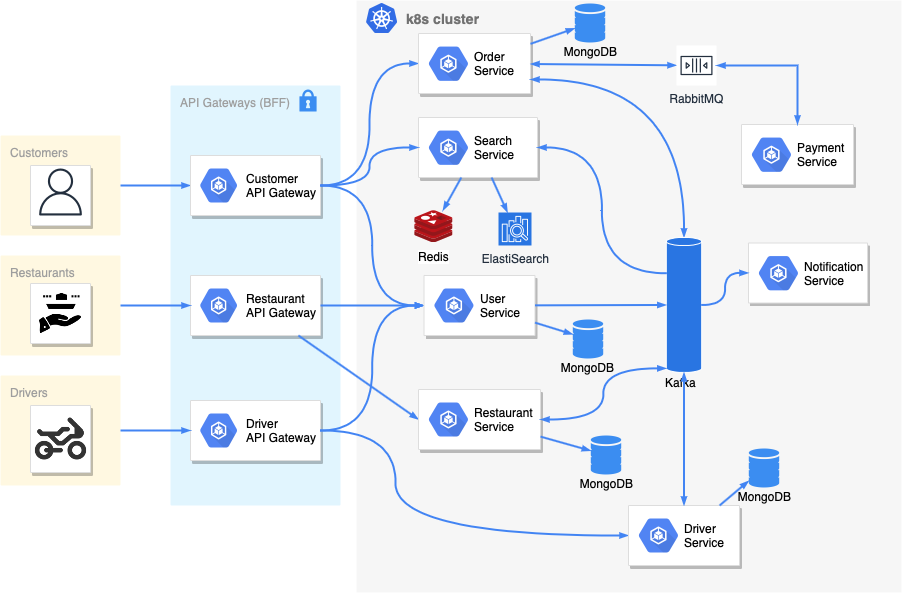 k8s cluster
MongoDB
Order
Service
RabbitMQ
API Gateways (BFF)
Search
Service
Payment
Service
Customers
Customer
API Gateway
Redis
ElastiSearch
Restaurants
Notification
Service
Restaurant
API Gateway
User
Service
MongoDB
Kafka
Drivers
Restaurant
Service
Driver
API Gateway
MongoDB
MongoDB
Driver
Service